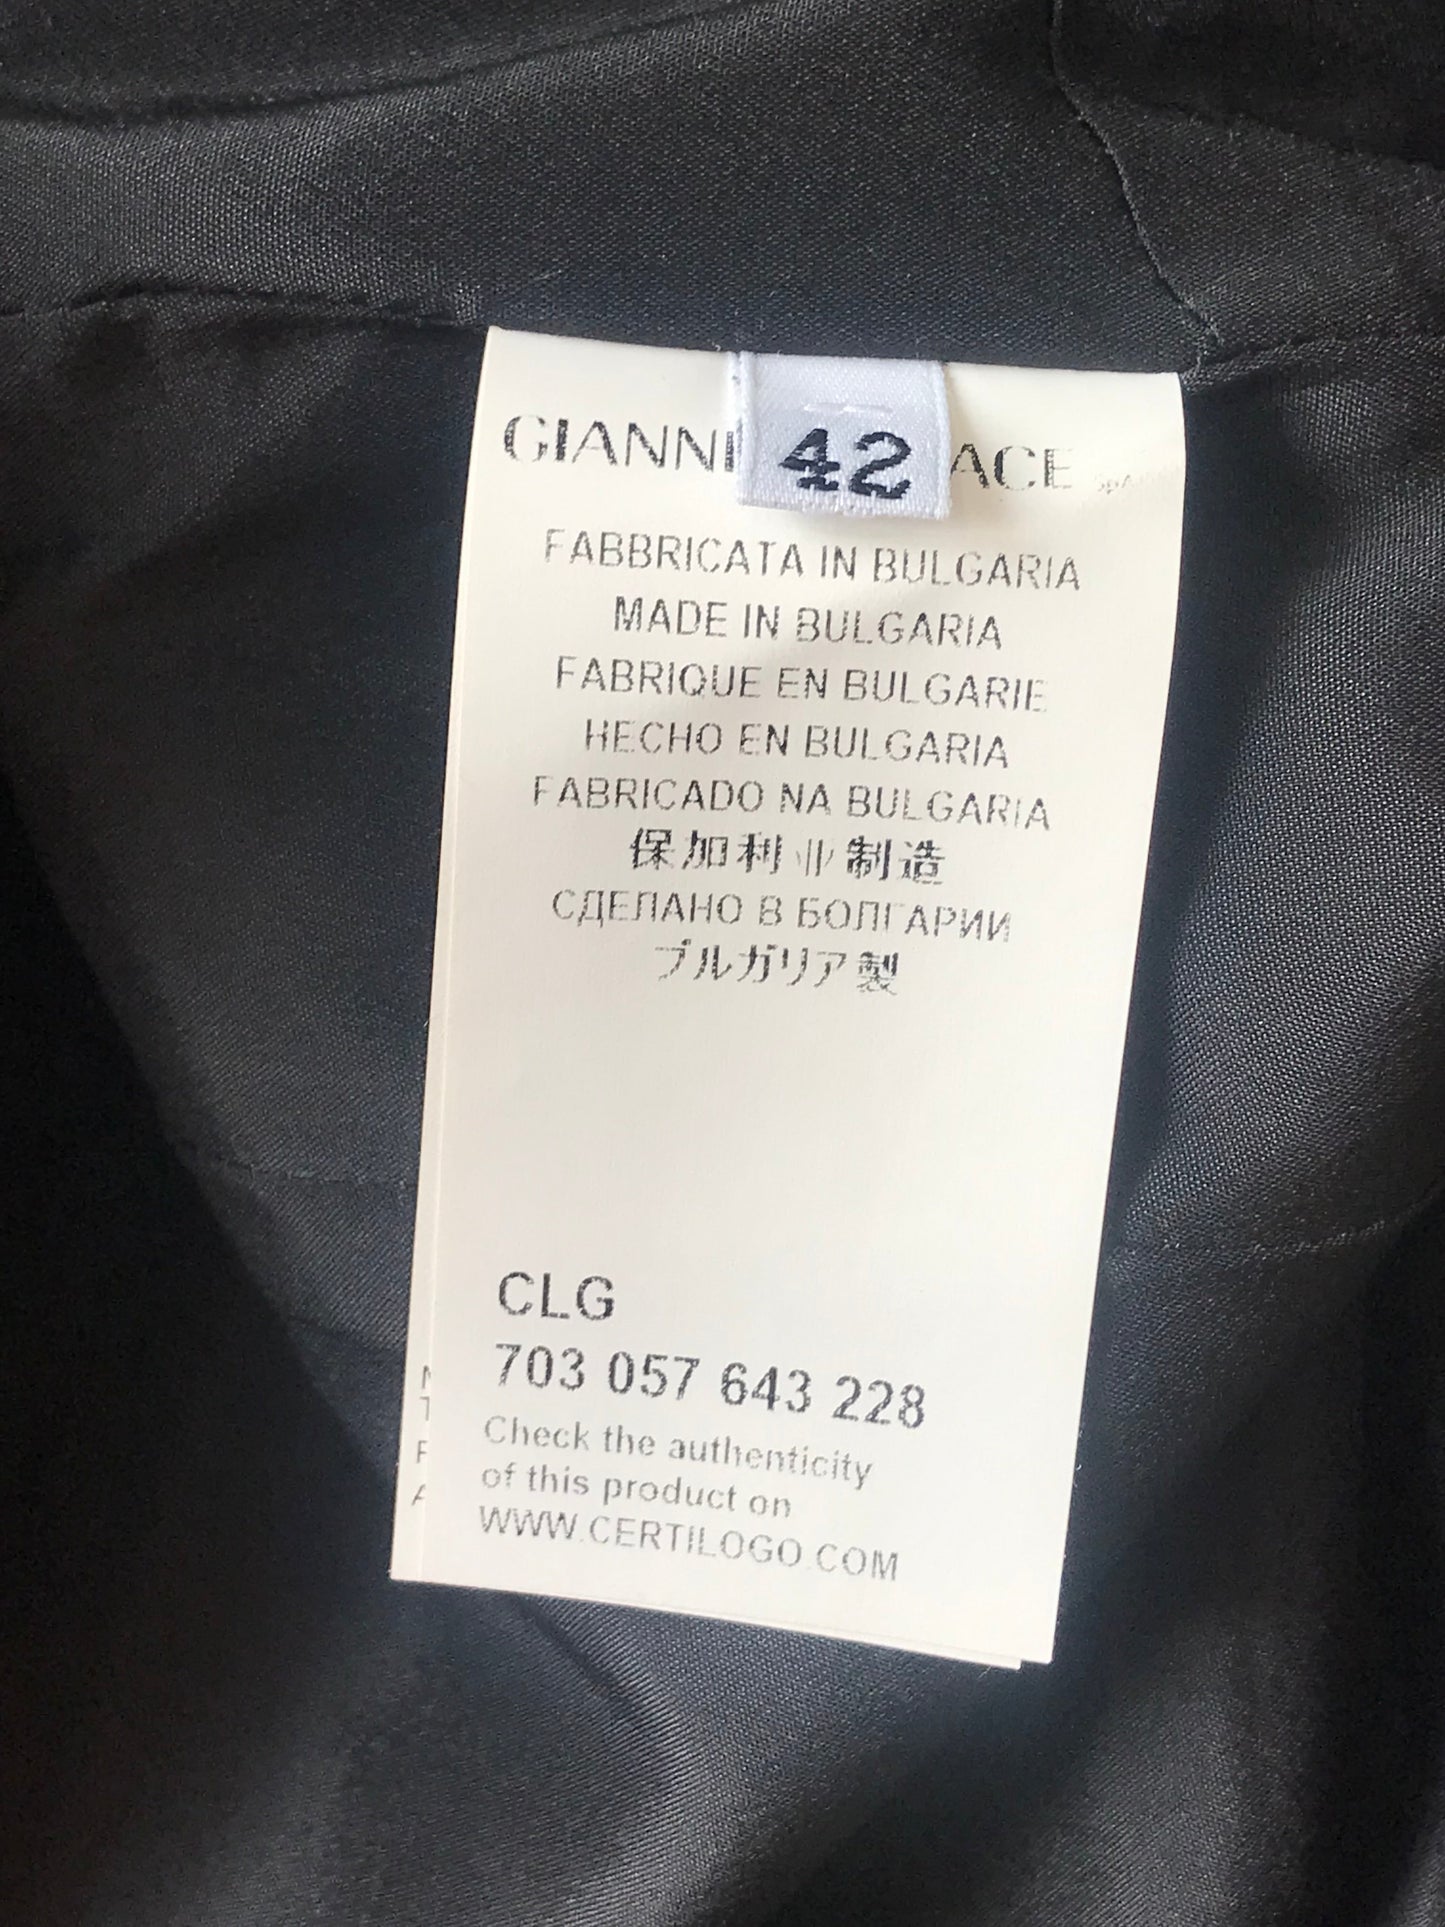 GIANNI 42 ACE SpA
FABBRICATA IN BULGARIA
MADE IN BULGARIA
FABRIQUE EN BULGARIE
HECHO EN BULGARIA
FABRICADO NA BULGARIA
保加利亚制造
СДЕЛАНО В БОЛГАРИИ
ブルガリア製
CLG
703 057 643 228
Check the authenticity
of this product on
WWW.CERTILOGO.COM